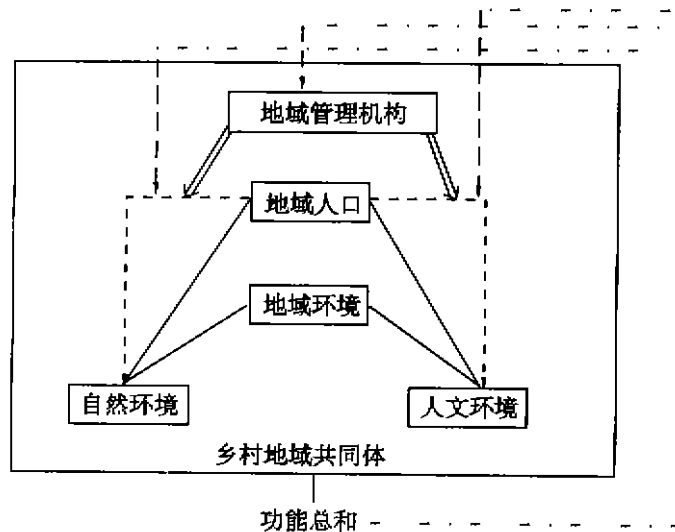 地域管理机构
地域人口
地域环境
自然环境 人文环境
乡村地域共同体
功能总和